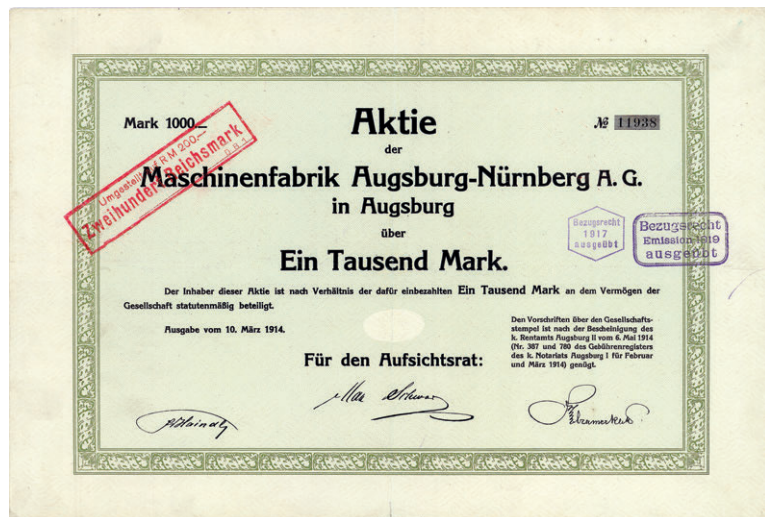 Mark 1000.—
Aktie
№ 11938
der
Maschinenfabrik Augsburg-Nürnberg A. G.
in Augsburg
über
Ein Tausend Mark.
Umgestellt auf RM 200.—
Zweihundert Reichsmark
Bezugsrecht
1917
ausgeübt
Bezugsrecht
Emission 1919
ausgeübt
Der Inhaber dieser Aktie ist nach Verhältnis der dafür einbezahlten Ein Tausend Mark an dem Vermögen der
Gesellschaft statutenmäßig beteiligt.
Ausgabe vom 10. März 1914.
Den Vorschriften über den Gesellschafts-
stempel ist nach der Bescheinigung des
k. Rentamts Augsburg II vom 6. Mai 1914
(Nr. 387 und 780 des Gebührenregisters
des k. Notariats Augsburg I für Februar
und März 1914) genügt.
Für den Aufsichtsrat: